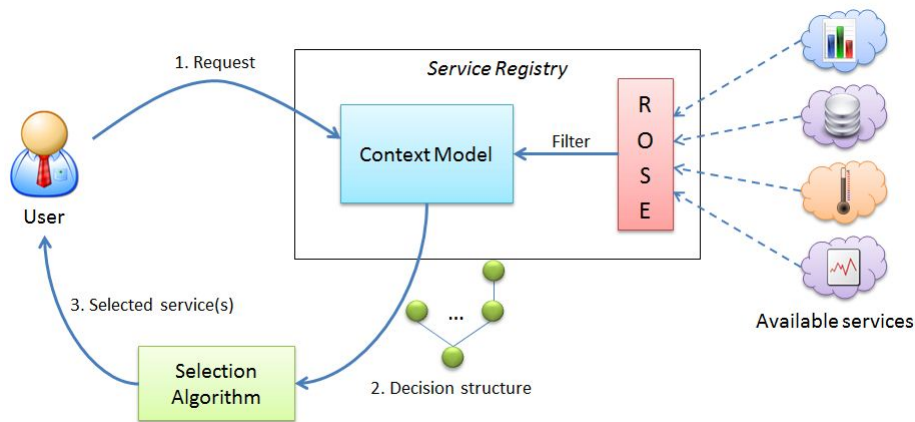 1. Request
Service Registry
Context Model
Filter
R
O
S
E
User
3. Selected service(s)
...
Available services
Selection
Algorithm
2. Decision structure